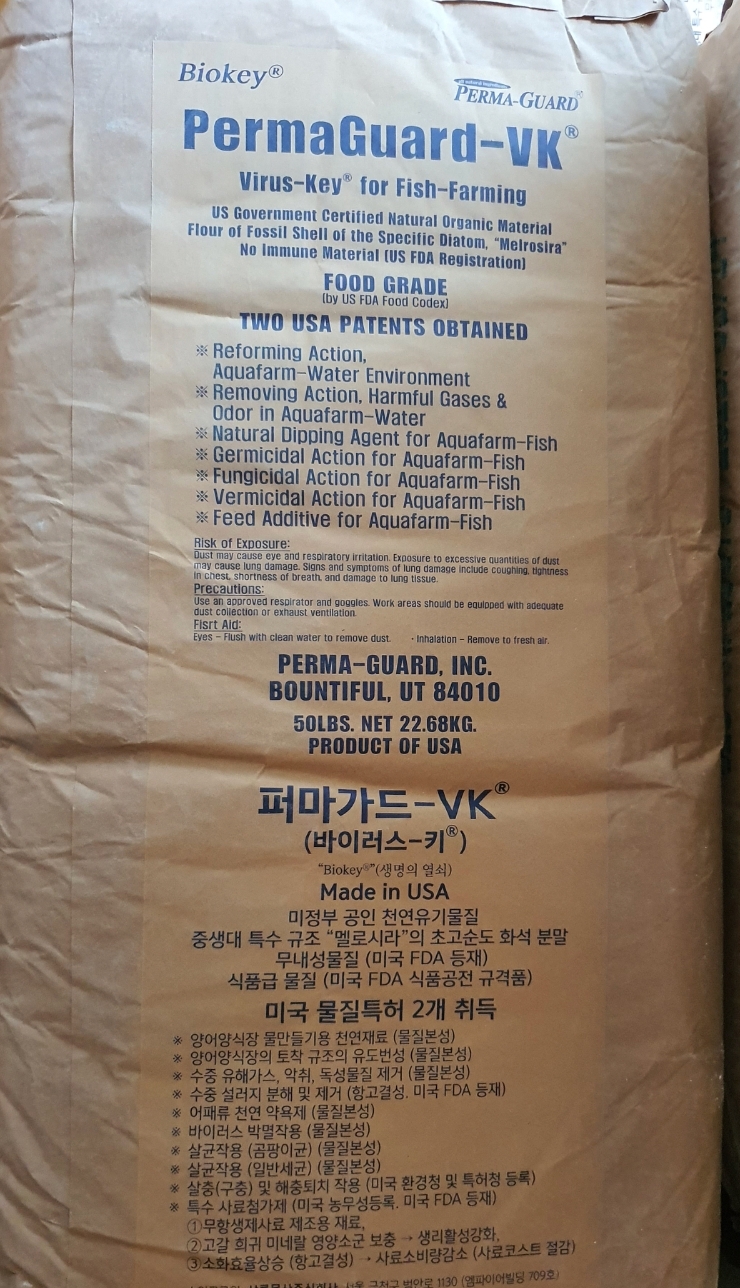 Biokey®
all natural ingredient
PERMA-GUARD®
PermaGuard-VK®
Virus-Key® for Fish-Farming
US Government Certified Natural Organic Material
Flour of Fossil Shell of the Specific Diatom, "Melrosira"
No Immune Material (US FDA Registration)
FOOD GRADE
(by US FDA Food Codex)
TWO USA PATENTS OBTAINED
※ Reforming Action,
Aquafarm-Water Environment
※ Removing Action, Harmful Gases &
Odor in Aquafarm-Water
※ Natural Dipping Agent for Aquafarm-Fish
※ Germicidal Action for Aquafarm-Fish
※ Fungicidal Action for Aquafarm-Fish
※ Vermicidal Action for Aquafarm-Fish
※ Feed Additive for Aquafarm-Fish
Risk of Exposure:
Dust may cause eye and respiratory irritation. Exposure to excessive quantities of dust
may cause lung damage. Signs and symptoms of lung damage include coughing, tightness
in chest, shortness of breath, and damage to lung tissue.
Precautions:
Use an approved respirator and goggles. Work areas should be equipped with adequate
dust collection or exhaust ventilation.
Fisrt Aid:
Eyes - Flush with clean water to remove dust. · Inhalation - Remove to fresh air.
PERMA-GUARD, INC.
BOUNTIFUL, UT 84010
50LBS. NET 22.68KG.
PRODUCT OF USA
퍼마가드-VK®
(바이러스-키®)
"Biokey®"(생명의 열쇠)
Made in USA
미정부 공인 천연유기물질
중생대 특수 규조 "멜로시라"의 초고순도 화석 분말
무내성물질 (미국 FDA 등재)
식품급 물질 (미국 FDA 식품공전 규격품)
미국 물질특허 2개 취득
※ 양어양식장 물만들기용 천연재료 (물질본성)
※ 양어양식장의 토착 규조의 유도번성 (물질본성)
※ 수중 유해가스, 악취, 독성물질 제거 (물질본성)
※ 수중 설러지 분해 및 제거 (항고결성. 미국 FDA 등재)
※ 어패류 천연 약욕제 (물질본성)
※ 바이러스 박멸작용 (물질본성)
※ 살균작용 (곰팡이균) (물질본성)
※ 살균작용 (일반세균) (물질본성)
※ 살충(구충) 및 해충퇴치 작용 (미국 환경청 및 특허청 등록)
※ 특수 사료첨가제 (미국 농무성등록. 미국 FDA 등재)
①무항생제사료 제조용 재료,
②고갈 희귀 미네랄 영양소군 보충 → 생리활성강화,
③소화효율상승 (항고결성) → 사료소비량감소 (사료코스트 절감)
서울 금천구 벚안로 1130 (엠파이어빌딩 709호)